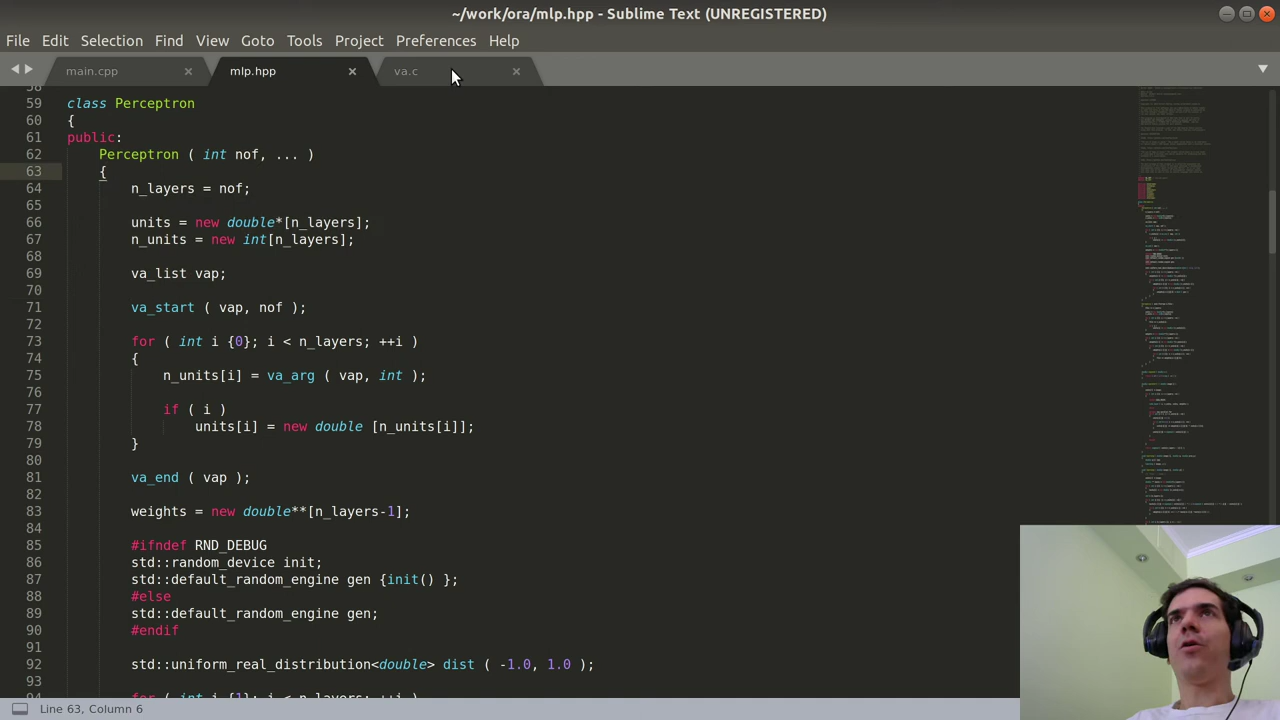 ~/work/ora/mlp.hpp - Sublime Text (UNREGISTERED)
File Edit Selection Find View Goto Tools Project Preferences Help
main.cpp mlp.hpp va.c
58
59 class Perceptron
60 {
61 public:
62 Perceptron ( int nof, ... )
63 {
64 n_layers = nof;
65
66 units = new double*[n_layers];
67 n_units = new int[n_layers];
68
69 va_list vap;
70
71 va_start ( vap, nof );
72
73 for ( int i {0}; i < n_layers; ++i )
74 {
75 n_units[i] = va_arg ( vap, int );
76
77 if ( i )
78 units[i] = new double [n_units[i]];
79 }
80
81 va_end ( vap );
82
83 weights = new double**[n_layers-1];
84
85 #ifndef RND_DEBUG
86 std::random_device init;
87 std::default_random_engine gen {init() };
88 #else
89 std::default_random_engine gen;
90 #endif
91
92 std::uniform_real_distribution<double> dist ( -1.0, 1.0 );
93
94 for ( int i {1}; i < n_layers; ++i )
Line 63, Column 6